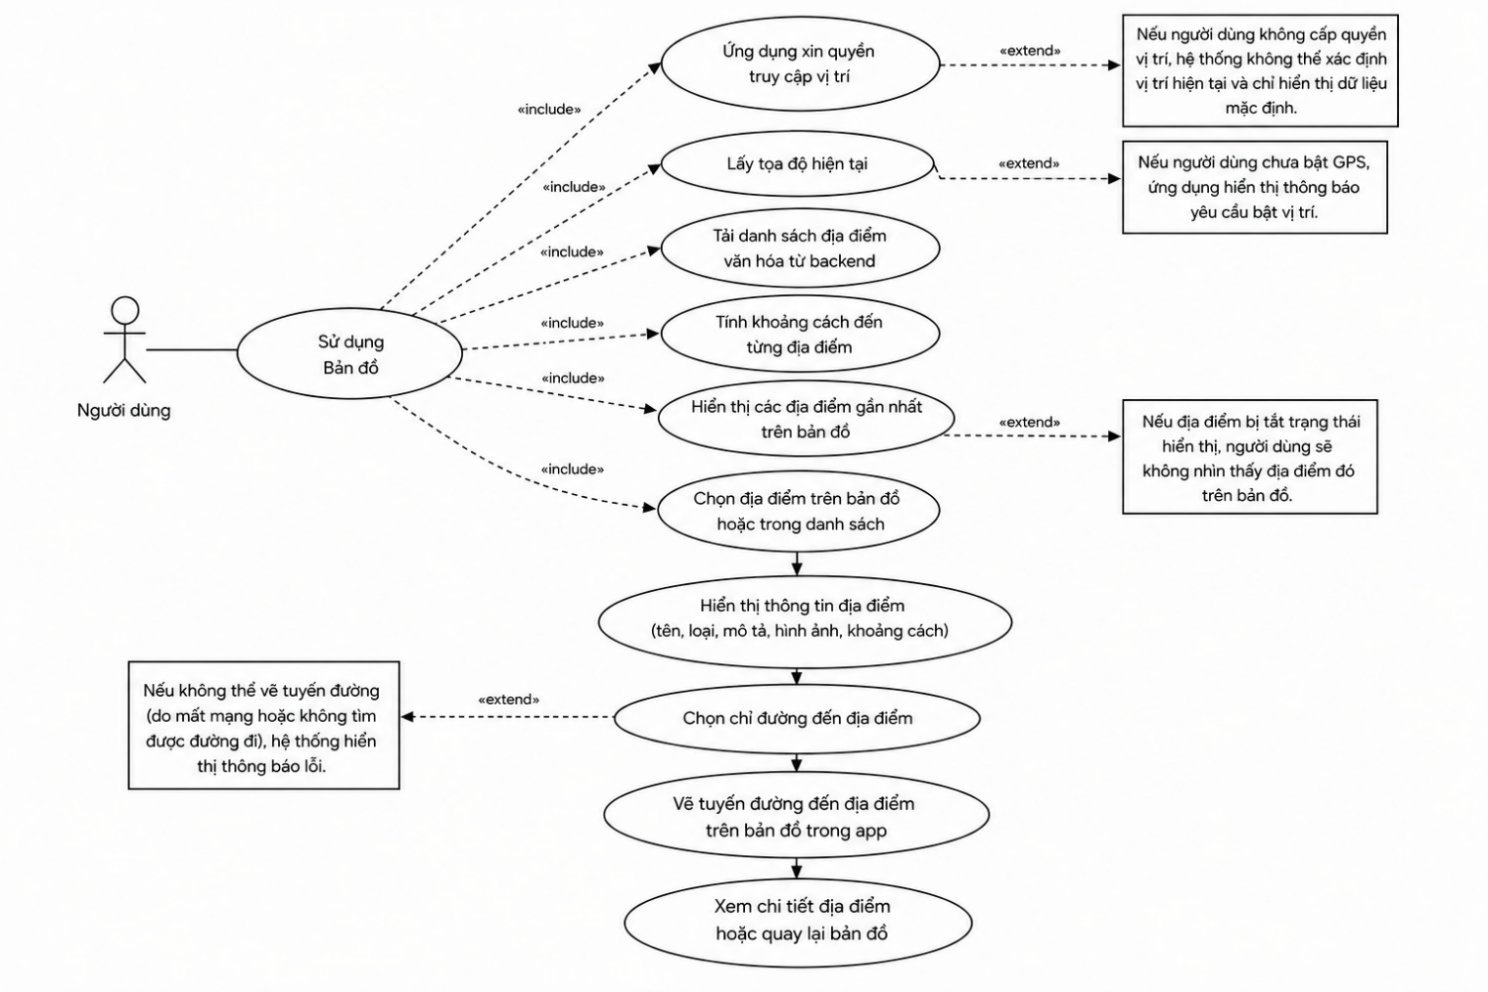 Ứng dụng xin quyền
truy cập vị trí
«extend»
Nếu người dùng không cấp quyền
vị trí, hệ thống không thể xác định
vị trí hiện tại và chỉ hiển thị dữ liệu
mặc định.
«include»
Lấy tọa độ hiện tại
«extend»
Nếu người dùng chưa bật GPS,
ứng dụng hiển thị thông báo
yêu cầu bật vị trí.
«include»
Tải danh sách địa điểm
văn hóa từ backend
«include»
Tính khoảng cách đến
từng địa điểm
«include»
Sử dụng
Bản đồ
Người dùng
«include»
Hiển thị các địa điểm gần nhất
trên bản đồ
«extend»
Nếu địa điểm bị tắt trạng thái
hiển thị, người dùng sẽ
không nhìn thấy địa điểm đó
trên bản đồ.
«include»
Chọn địa điểm trên bản đồ
hoặc trong danh sách
Hiển thị thông tin địa điểm
(tên, loại, mô tả, hình ảnh, khoảng cách)
Nếu không thể vẽ tuyến đường
(do mất mạng hoặc không tìm
được đường đi), hệ thống hiển
thị thông báo lỗi.
«extend»
Chọn chỉ đường đến địa điểm
Vẽ tuyến đường đến địa điểm
trên bản đồ trong app
Xem chi tiết địa điểm
hoặc quay lại bản đồ